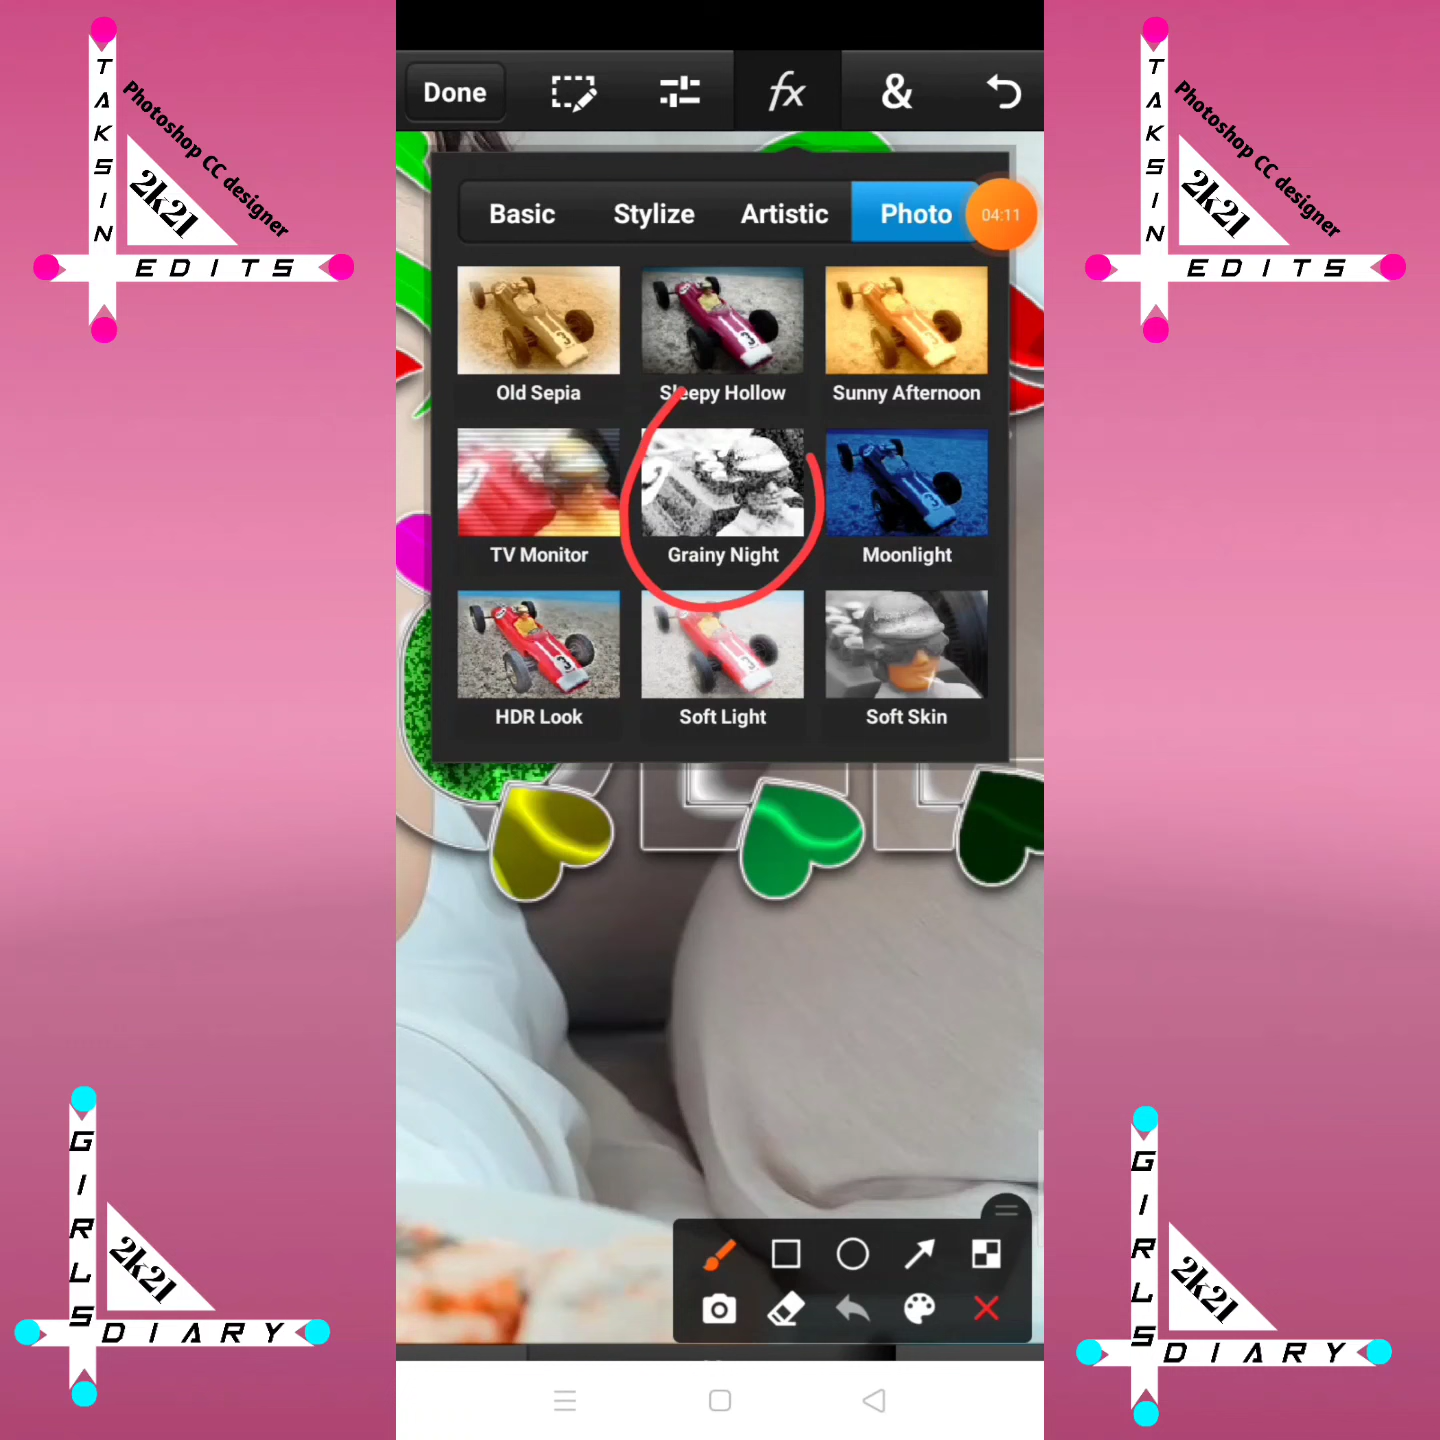 TAKSIN
Photoshop CC designer
2k21
EDITS
Done
fx
&
Basic
Stylize
Artistic
Photo
04:11
Old Sepia
Sleepy Hollow
Sunny Afternoon
TV Monitor
Grainy Night
Moonlight
HDR Look
Soft Light
Soft Skin
TAKSIN
Photoshop CC designer
2k21
EDITS
GIRLS
2k21
DIARY
GIRLS
2k21
DIARY